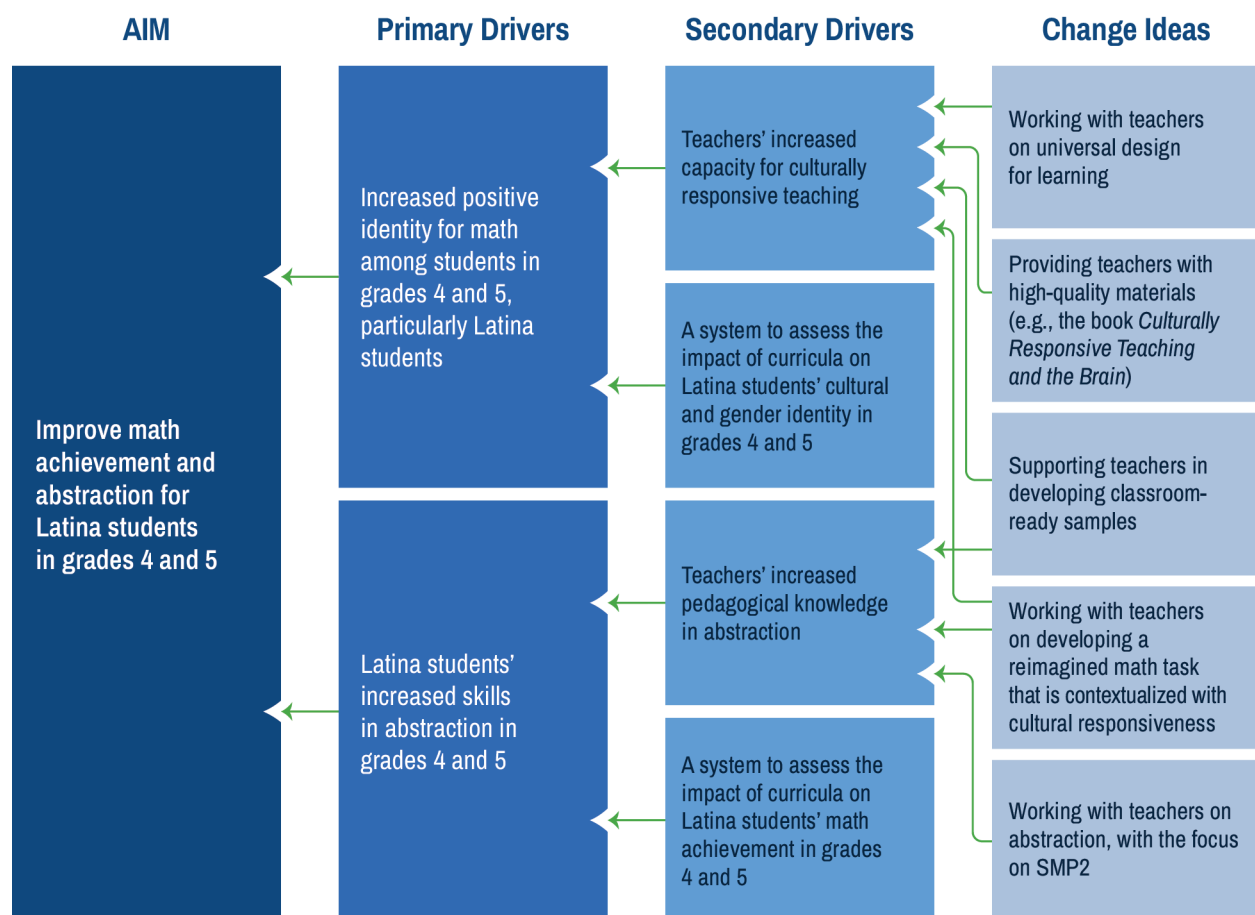 AIM
Primary Drivers
Secondary Drivers
Change Ideas
Improve math
achievement and
abstraction for
Latina students
in grades 4 and 5
Increased positive
identity for math
among students in
grades 4 and 5,
particularly Latina
students
Latina students’
increased skills
in abstraction in
grades 4 and 5
Teachers’ increased
capacity for culturally
responsive teaching
A system to assess the
impact of curricula on
Latina students’ cultural
and gender identity in
grades 4 and 5
Teachers’ increased
pedagogical knowledge
in abstraction
A system to assess the
impact of curricula on
Latina students’ math
achievement in grades
4 and 5
Working with teachers
on universal design
for learning
Providing teachers with
high-quality materials
(e.g., the book Culturally
Responsive Teaching
and the Brain)
Supporting teachers in
developing classroom-
ready samples
Working with teachers
on developing a
reimagined math task
that is contextualized with
cultural responsiveness
Working with teachers on
abstraction, with the focus
on SMP2